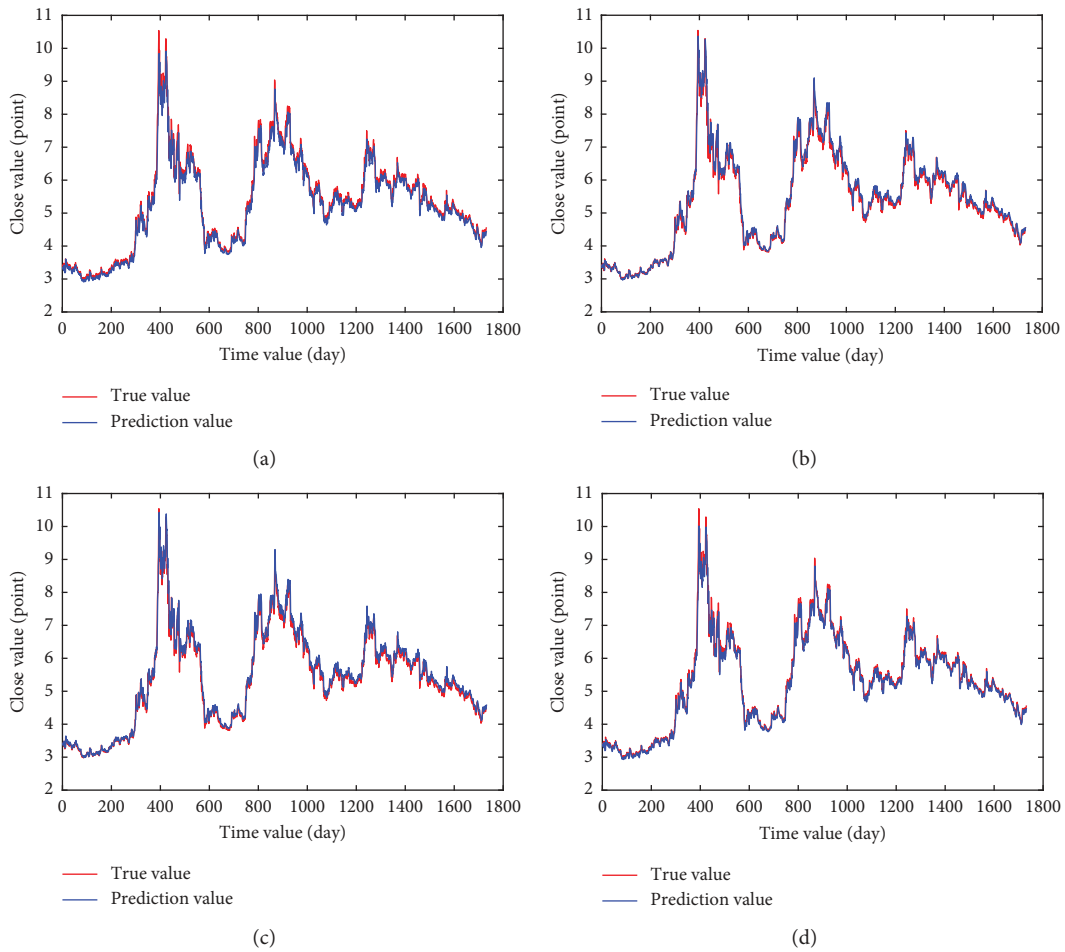 11
10
9
8
7
6
5
4
3
2
Close value (point)
0 200 400 600 800 1000 1200 1400 1600 1800
Time value (day)
True value
Prediction value
(a)
11
10
9
8
7
6
5
4
3
2
Close value (point)
0 200 400 600 800 1000 1200 1400 1600 1800
Time value (day)
True value
Prediction value
(b)
11
10
9
8
7
6
5
4
3
2
Close value (point)
0 200 400 600 800 1000 1200 1400 1600 1800
Time value (day)
True value
Prediction value
(c)
11
10
9
8
7
6
5
4
3
2
Close value (point)
0 200 400 600 800 1000 1200 1400 1600 1800
Time value (day)
True value
Prediction value
(d)